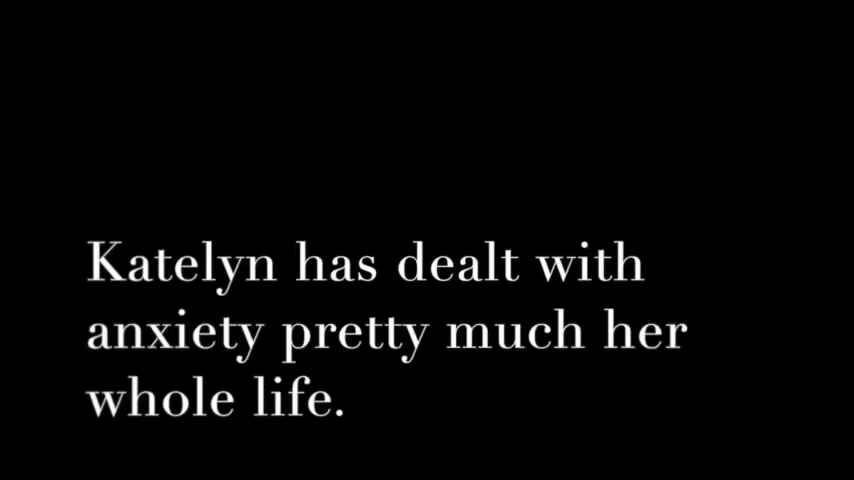 Katelyn has dealt with
anxiety pretty much her
whole life.